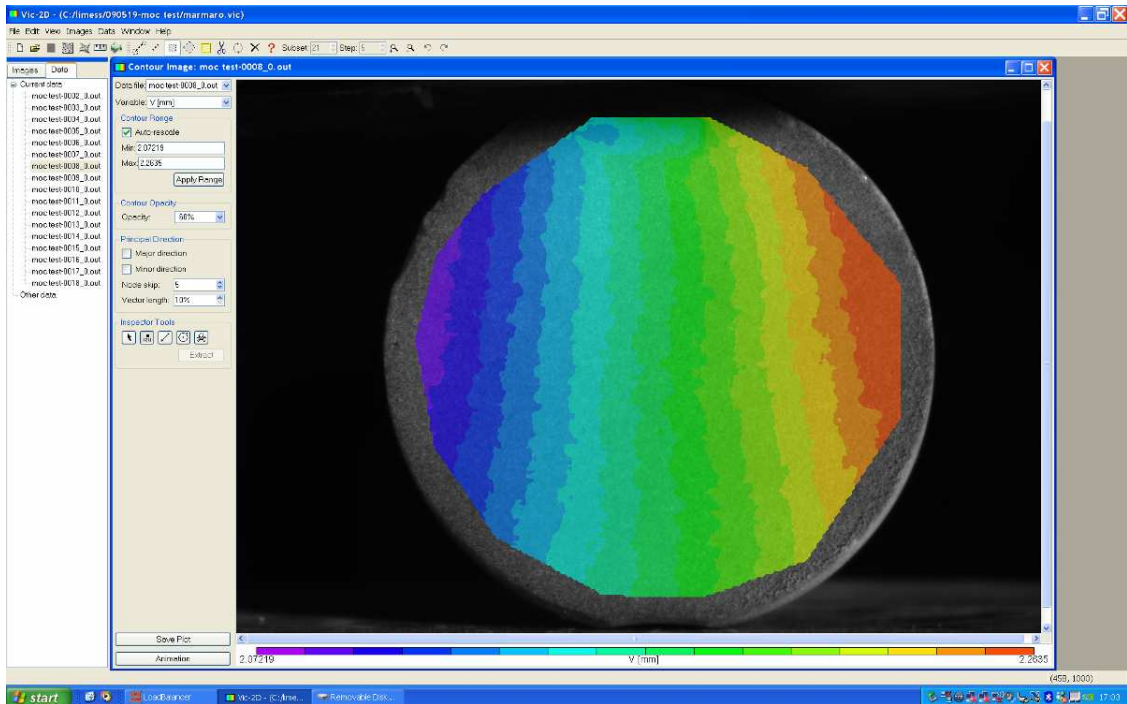 Vic-2D - (C:/limess/090519-moc test/marmaro.vic)
File Edit View Images Data Window Help
Subset: 21 Step: 5
Images Data
Contour Image: moc test-0008_0.out
Current data
moc test-0002_0.out
moc test-0003_0.out
moc test-0004_0.out
moc test-0005_0.out
moc test-0006_0.out
moc test-0007_0.out
moc test-0008_0.out
moc test-0009_0.out
moc test-0010_0.out
moc test-0011_0.out
moc test-0012_0.out
moc test-0013_0.out
moc test-0014_0.out
moc test-0015_0.out
moc test-0016_0.out
moc test-0017_0.out
moc test-0018_0.out
Other data
Data file: moc test-0008_0.out
Variable: V [mm]
Contour Range
Auto-rescale
Min: 2.07219
Max: 2.2635
Apply Range
Contour Opacity
Opacity: 60%
Principal Direction
Major direction
Minor direction
Node skip: 5
Vector length: 10%
Inspector Tools
Extract
Save Plot
Animation
2.07219 V [mm] 2.2635
(459, 1000)
start LoadBalancer Vic-2D - (C:/lime... Removable Disk... 17:03